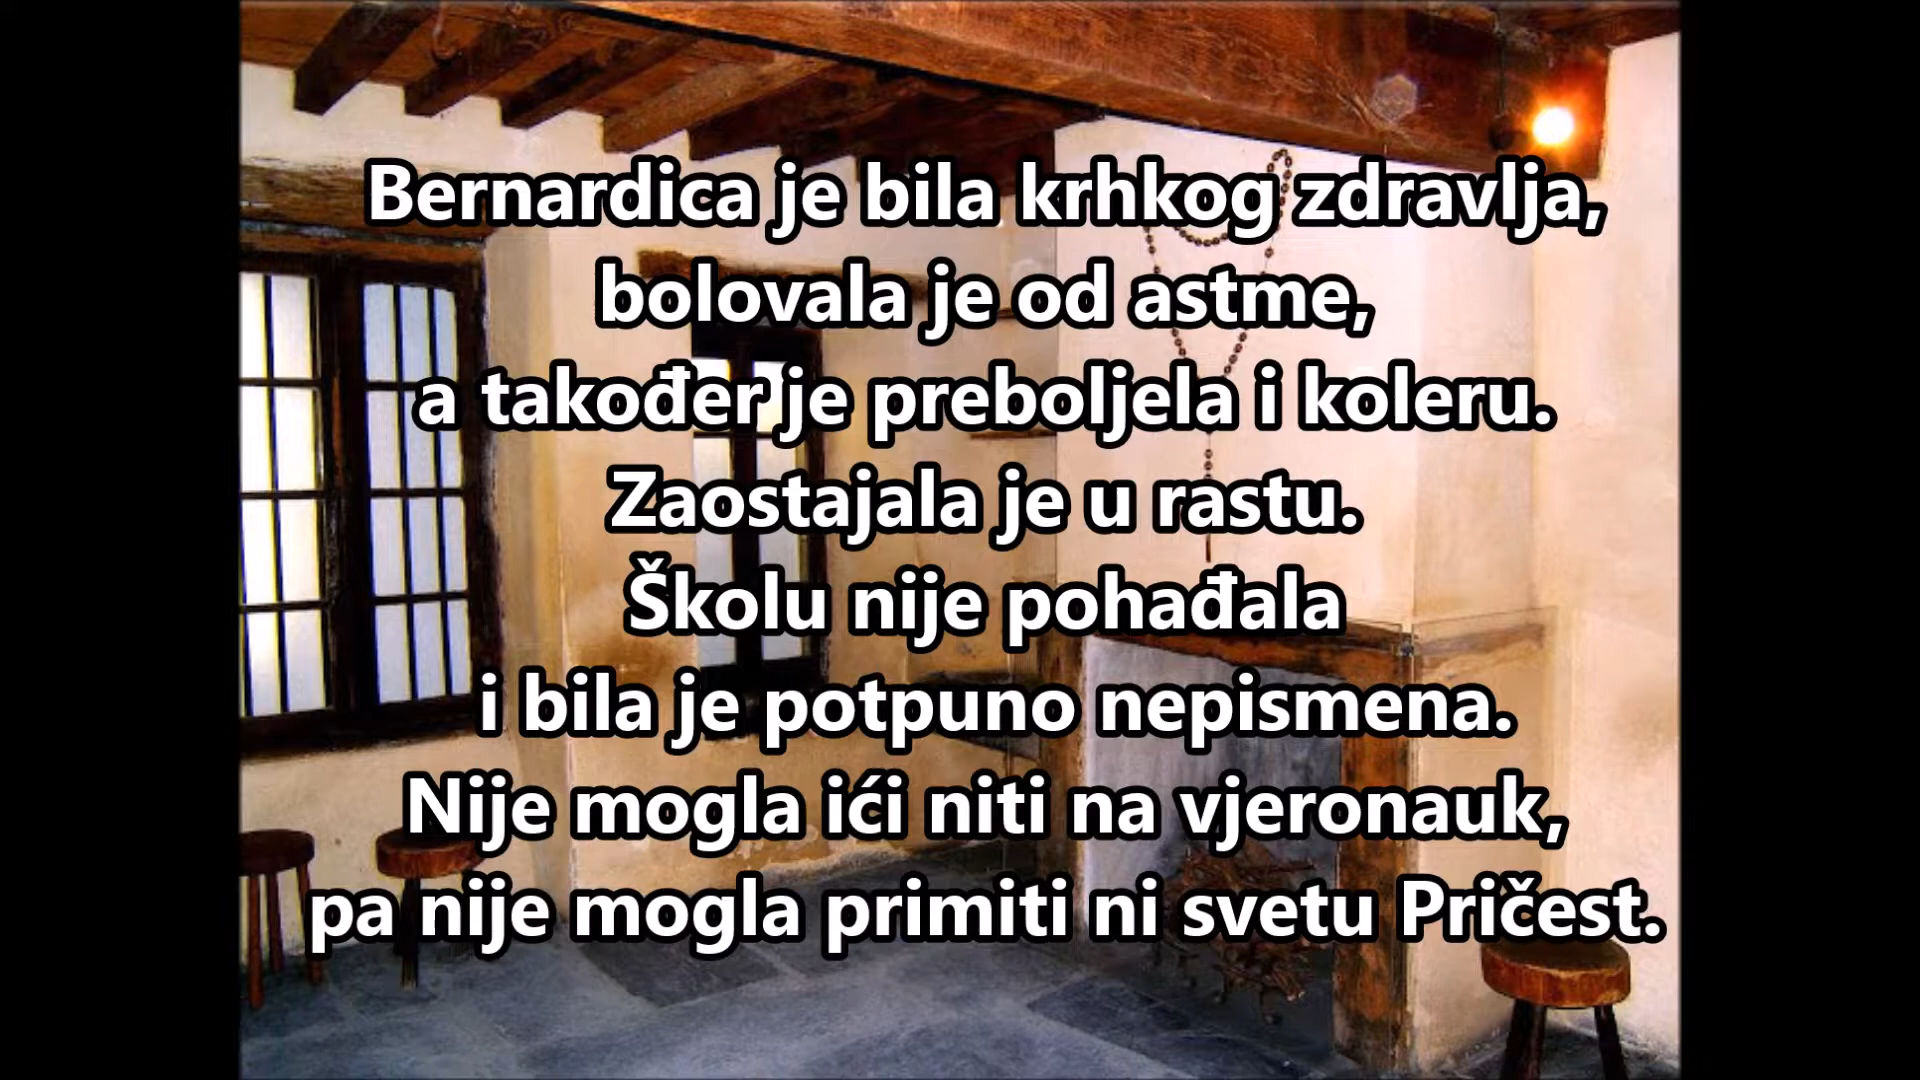 Bernardica je bila krhkog zdravlja,
bolovala je od astme,
a također je preboljela i koleru.
Zaostajala je u rastu.
Školu nije pohađala
i bila je potpuno nepismena.
Nije mogla ići niti na vjeronauk,
pa nije mogla primiti ni svetu Pričest.